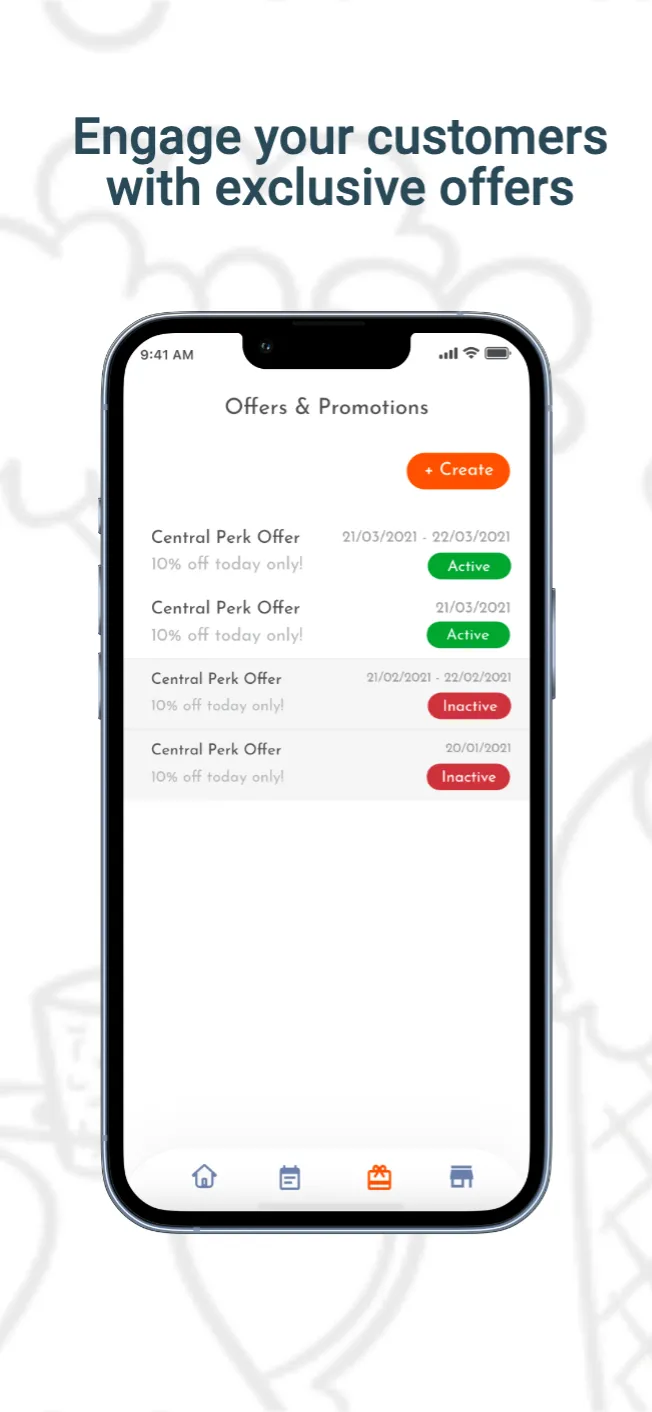 Engage your customers
with exclusive offers
9:41 AM
Offers & Promotions
+ Create
Central Perk Offer 21/03/2021 - 22/03/2021
10% off today only! Active
Central Perk Offer 21/03/2021
10% off today only! Active
Central Perk Offer 21/02/2021 - 22/02/2021
10% off today only! Inactive
Central Perk Offer 20/01/2021
10% off today only! Inactive